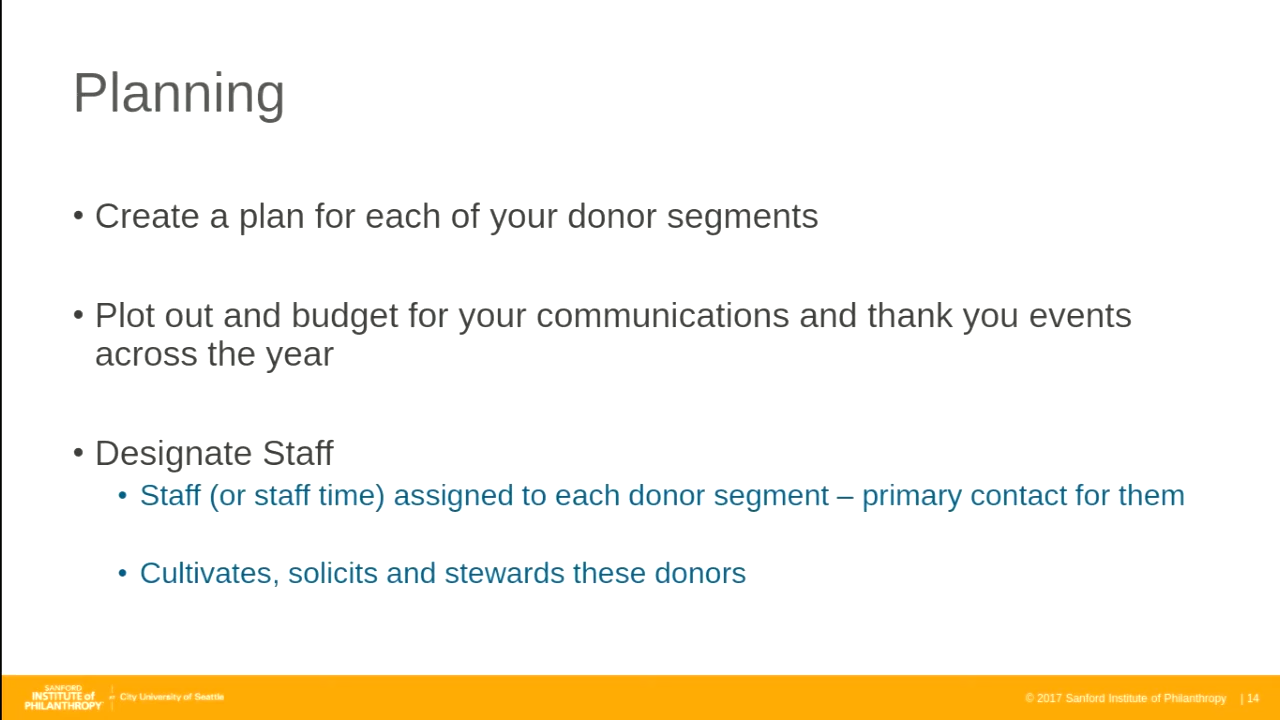 Planning
• Create a plan for each of your donor segments
• Plot out and budget for your communications and thank you events
across the year
• Designate Staff
• Staff (or staff time) assigned to each donor segment – primary contact for them
• Cultivates, solicits and stewards these donors
SANFORD
INSTITUTE of
PHILANTHROPY
City University of Seattle
© 2017 Sanford Institute of Philanthropy | 14